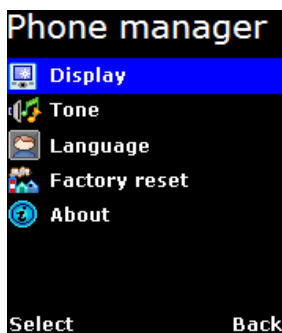 Phone manager
Display
Tone
Language
Factory reset
About
Select Back